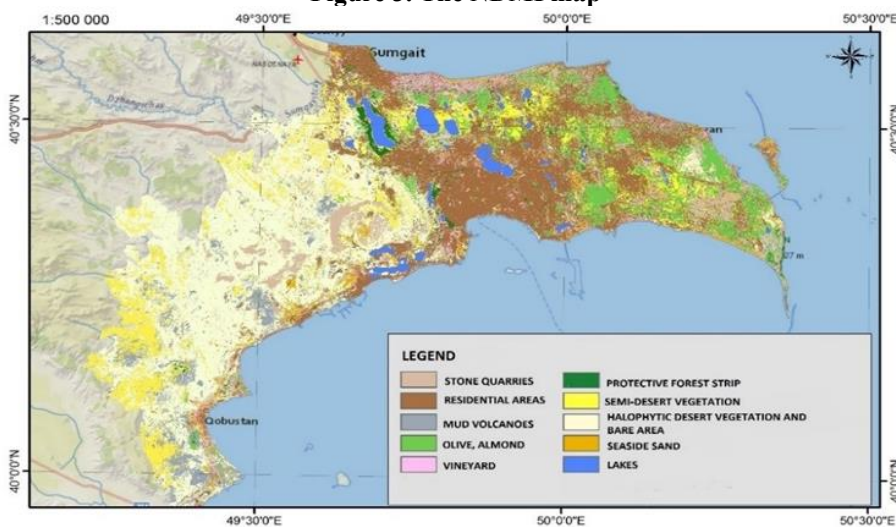 Figure 3. The NDMI map
1:500 000
49°30'0"E
50°0'0"E
50°30'0"E
Sumgait
40°30'0"N
27 m
Qobustan
40°0'0"N
LEGEND
STONE QUARRIES
RESIDENTIAL AREAS
MUD VOLCANOES
OLIVE, ALMOND
VINEYARD
PROTECTIVE FOREST STRIP
SEMI-DESERT VEGETATION
HALOPHYTIC DESERT VEGETATION AND
BARE AREA
SEASIDE SAND
LAKES
49°30'0"E
50°0'0"E
50°30'0"E